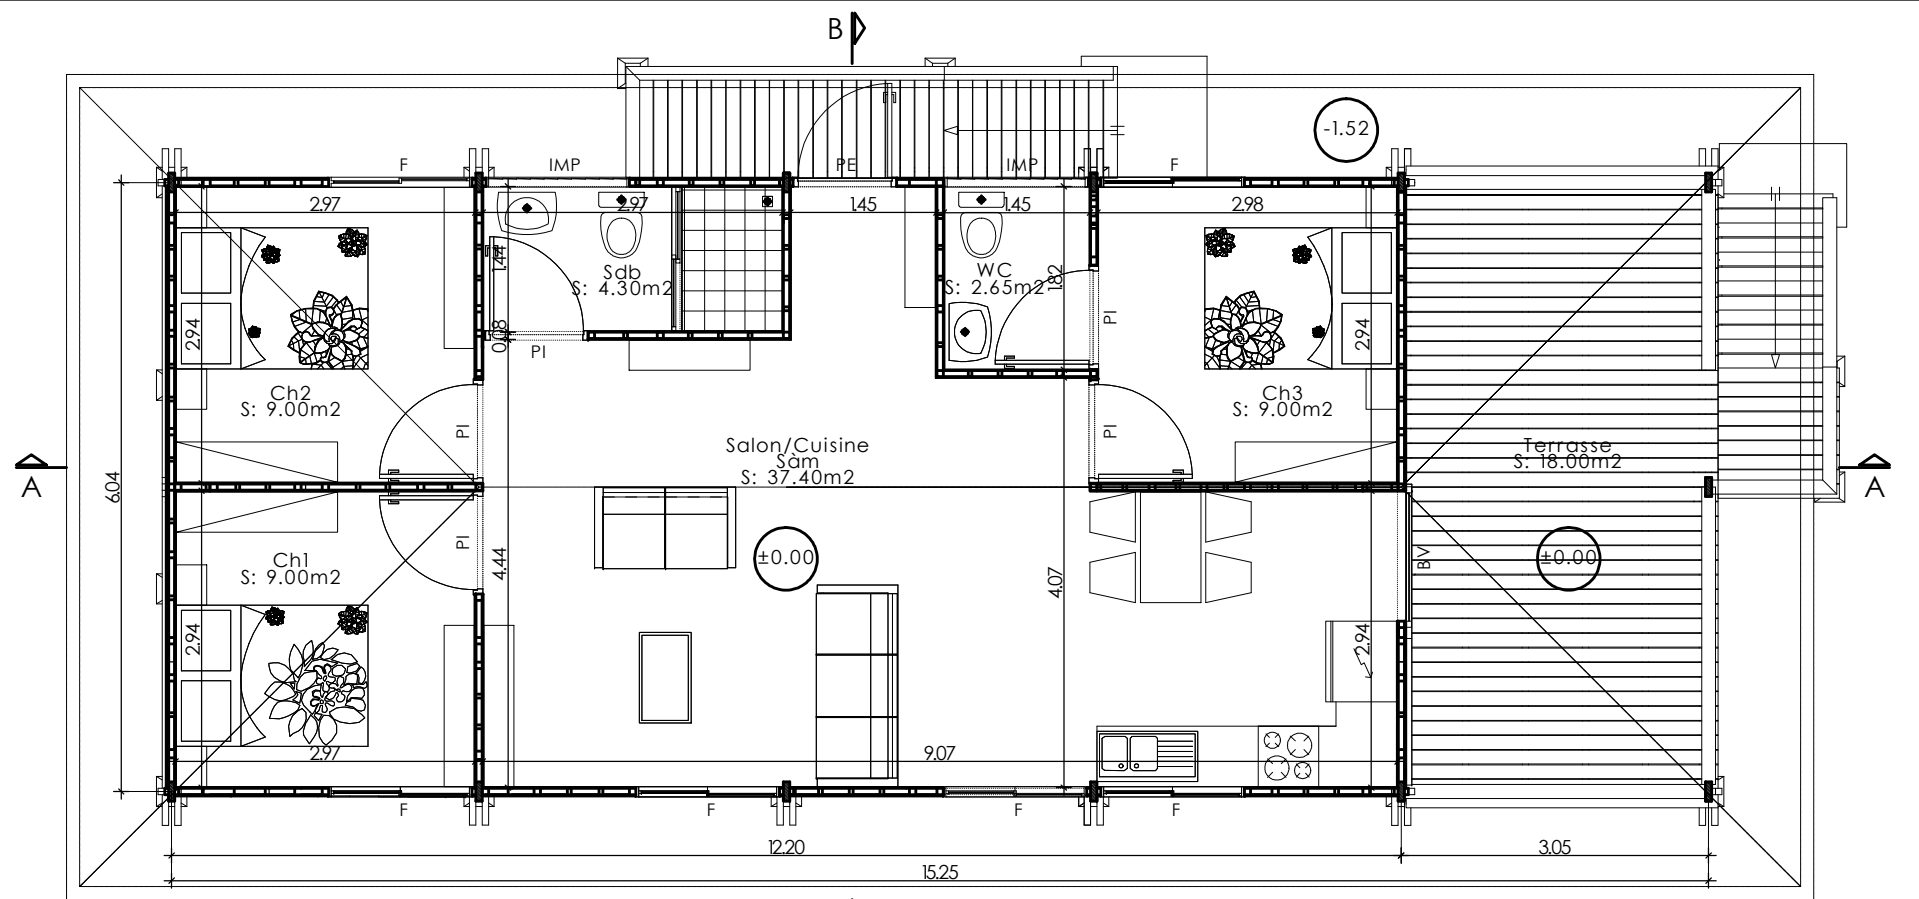 B
-1.52
F
IMP
PE
IMP
F
2.97
2.97
1.45
1.45
2.98
1.44
Sdb
S: 4.30m2
WC
S: 2.65m2
1.82
0.08
PI
PI
2.94
2.94
Ch2
S: 9.00m2
Ch3
S: 9.00m2
PI
PI
Salon/Cuisine
Sàm
S: 37.40m2
Terrasse
S: 18.00m2
A
A
6.04
PI
Ch1
S: 9.00m2
4.44
±0.00
4.07
BV
±0.00
2.94
2.94
2.97
9.07
F
F
F
F
12.20
3.05
15.25